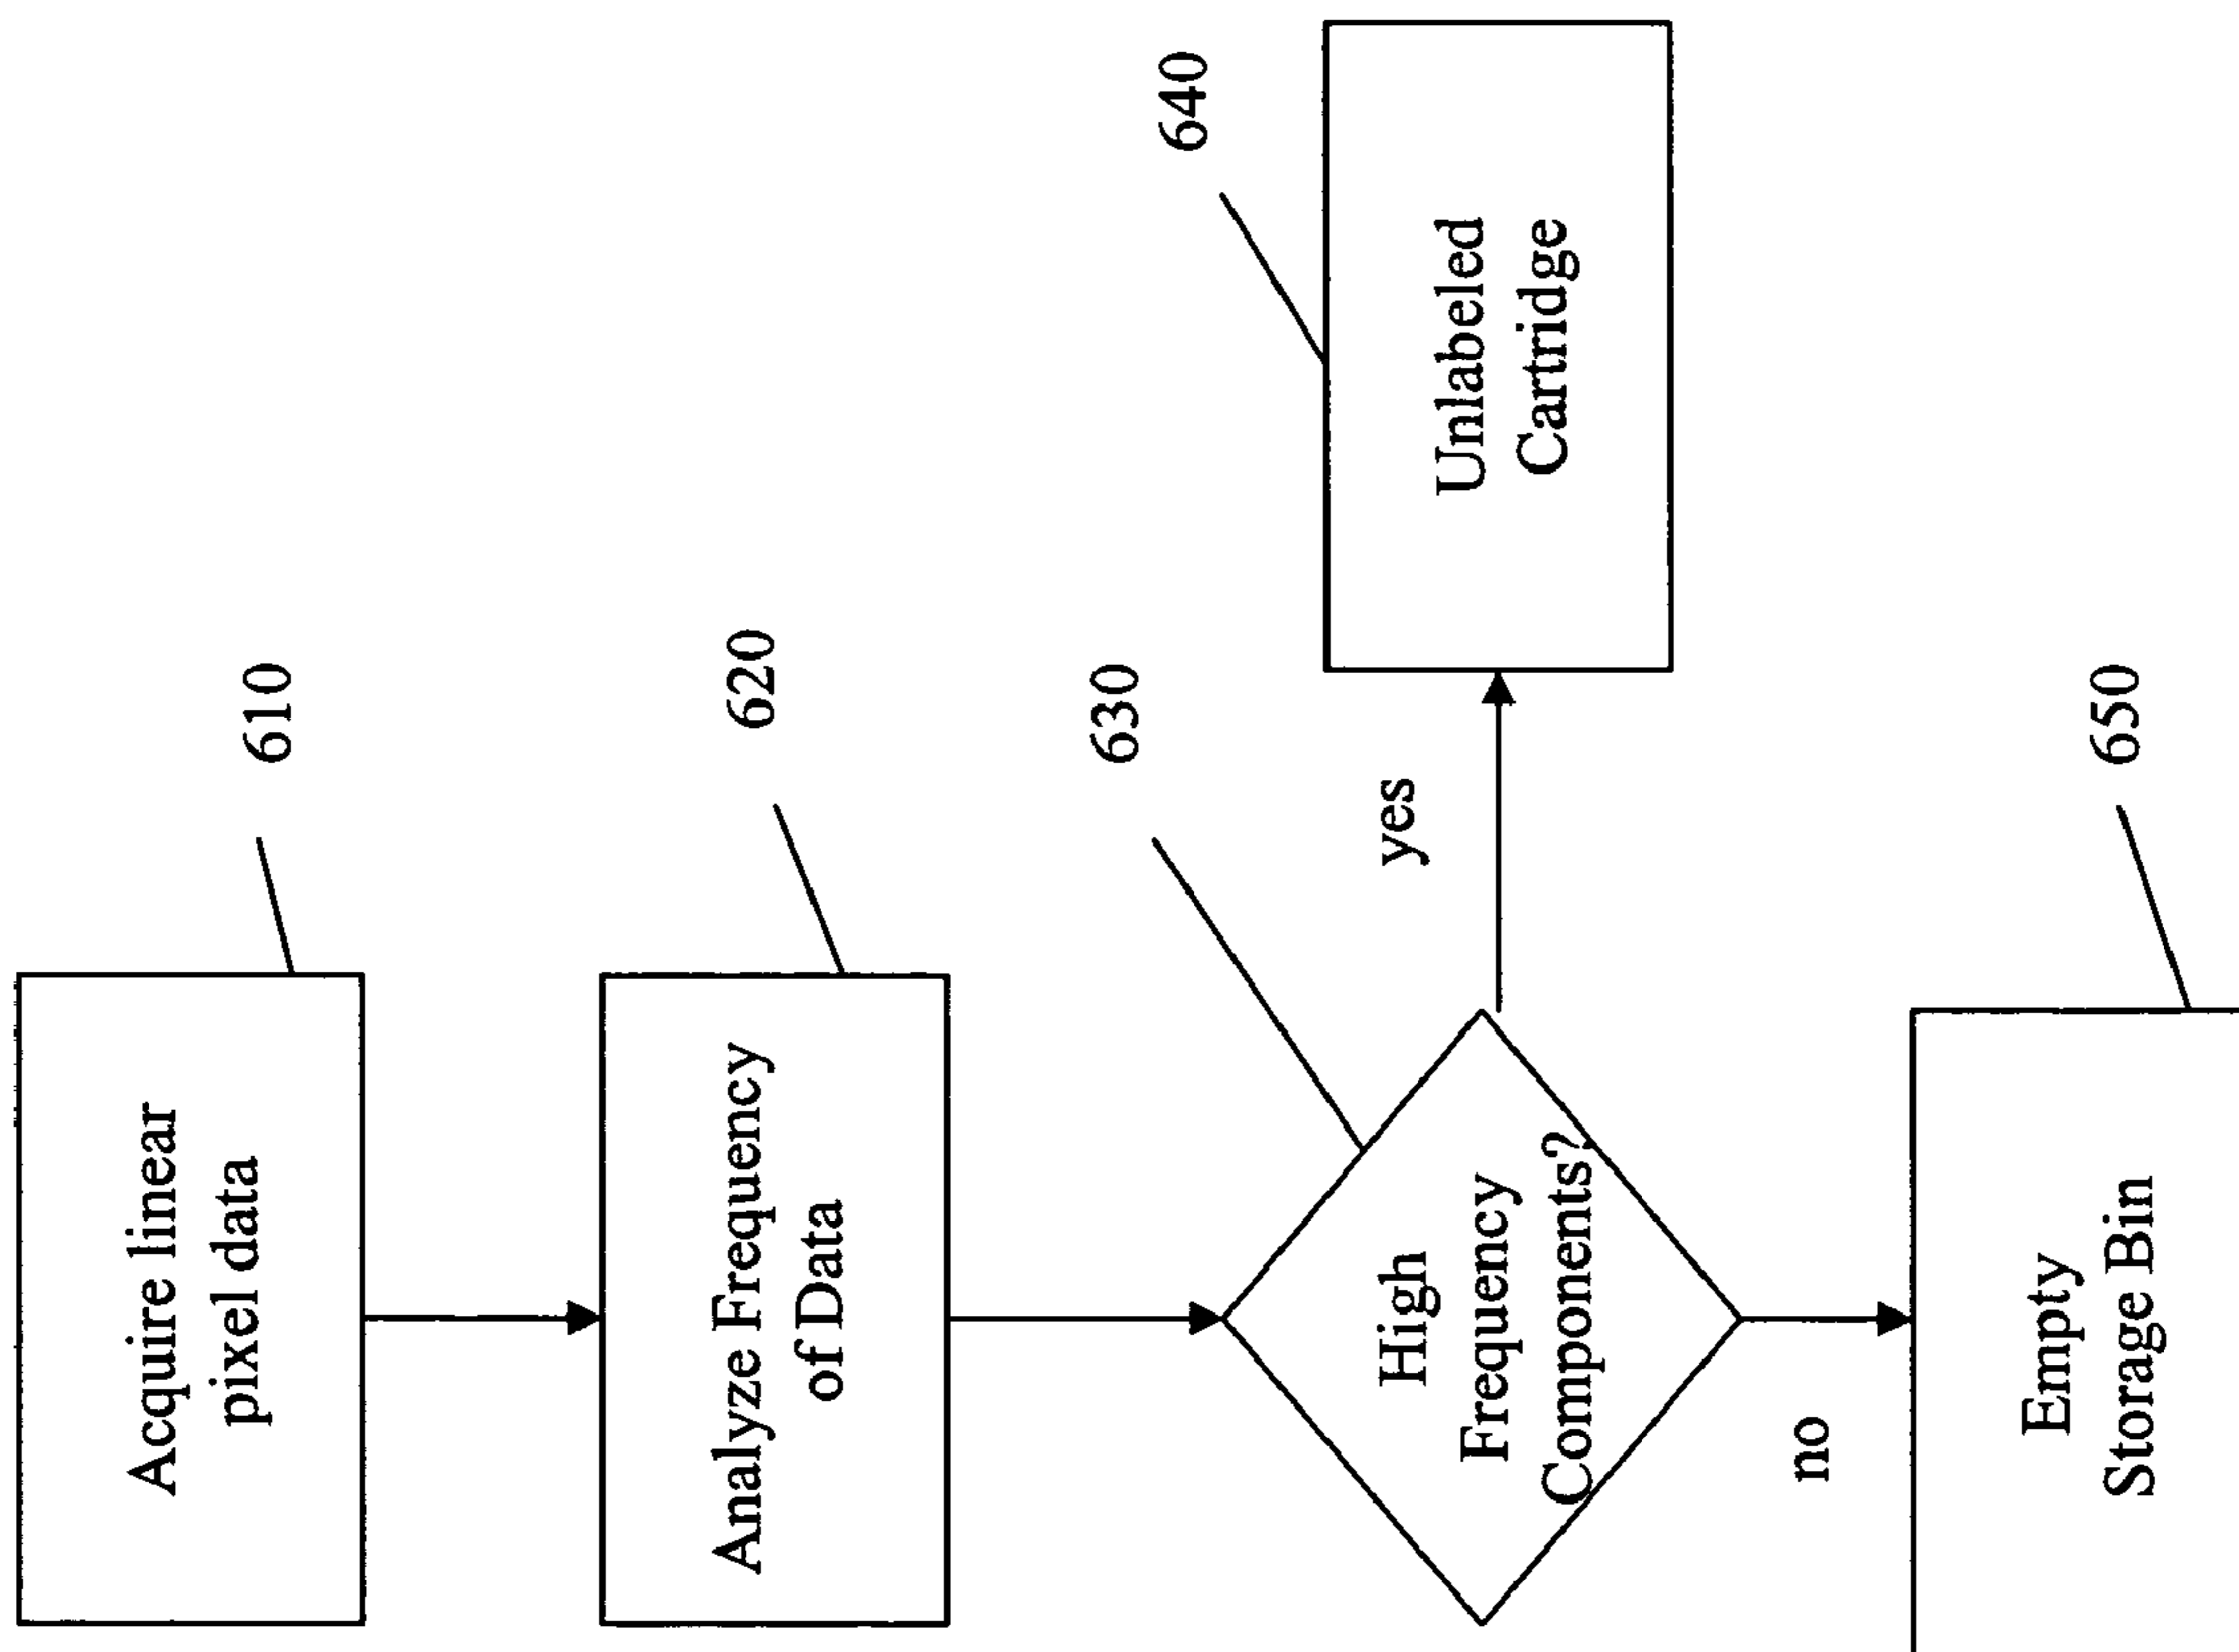 Acquire linear
pixel data
610
Analyze Frequency
of Data
620
High
Frequency
Components?
630
yes
640
Unlabeled
Cartridge
no
Empty
Storage Bin
650